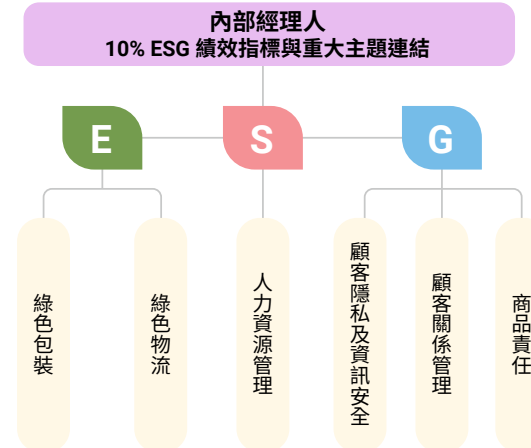 內部經理人
10% ESG 績效指標與重大主題連結
E
S
G
綠色包裝
綠色物流
人力資源管理
顧客隱私及資訊安全
顧客關係管理
商品責任